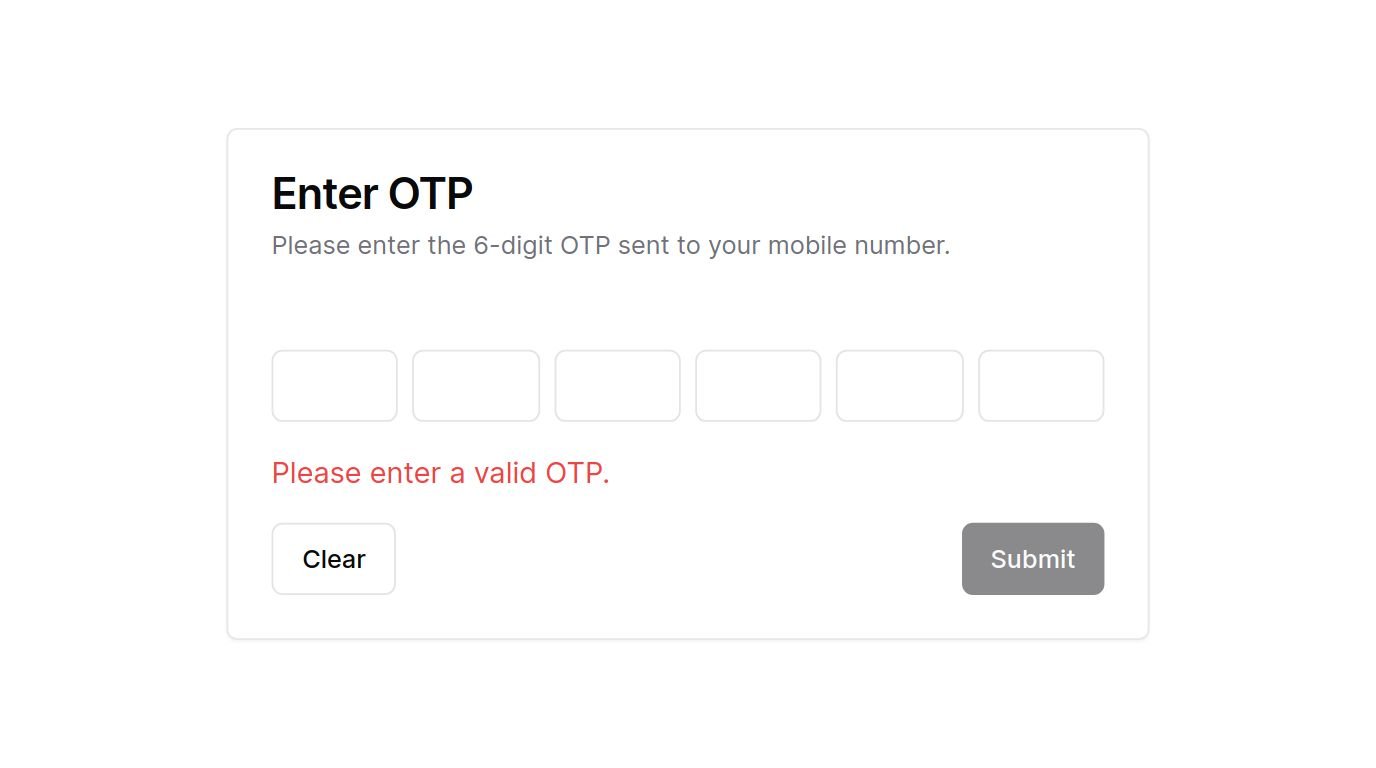 Enter OTP
Please enter the 6-digit OTP sent to your mobile number.
Please enter a valid OTP.
Clear
Submit